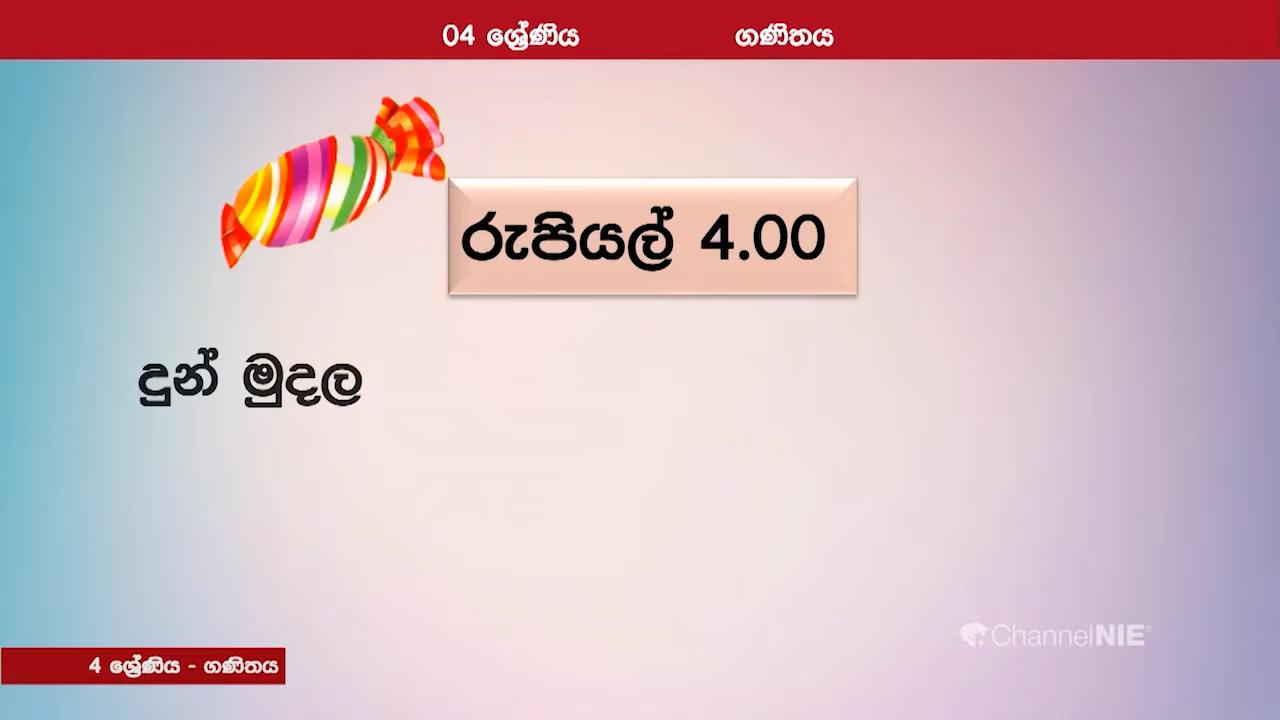 04 ශ්‍රේණිය ගණිතය
රුපියල් 4.00
දුන් මුදල
ChannelNIE®
4 ශ්‍රේණිය - ගණිතය